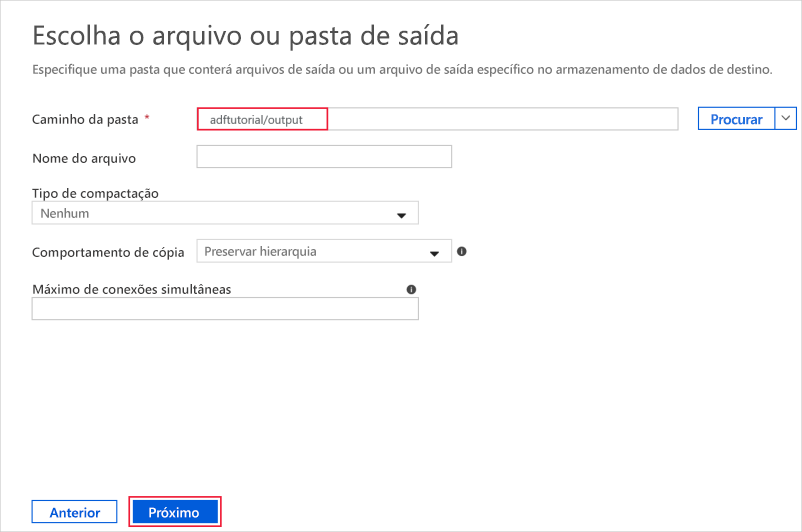 Escolha o arquivo ou pasta de saída
Especifique uma pasta que conterá arquivos de saída ou um arquivo de saída específico no armazenamento de dados de destino.
Caminho da pasta * adftutorial/output Procurar
Nome do arquivo
Tipo de compactação
Nenhum
Comportamento de cópia Preservar hierarquia
Máximo de conexões simultâneas
Anterior Próximo